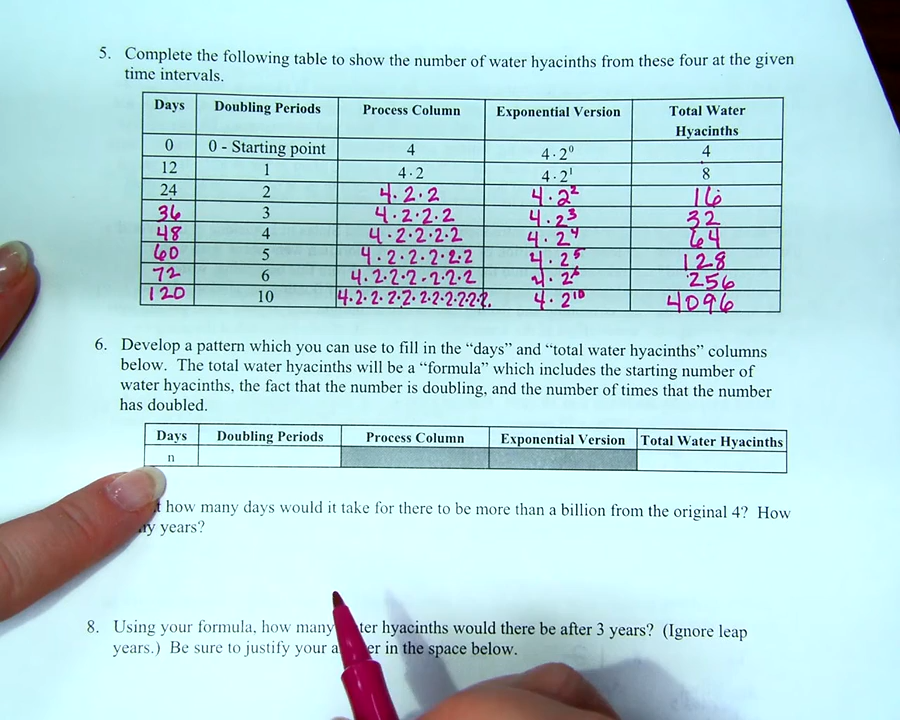 5. Complete the following table to show the number of water hyacinths from these four at the given
time intervals.
Days Doubling Periods Process Column Exponential Version Total Water
Hyacinths
0 0 - Starting point 4 4 · 2⁰ 4
12 1 4 · 2 4 · 2¹ 8
24 2 4 · 2 · 2 4 · 2² 16
36 3 4 · 2 · 2 · 2 4 · 2³ 32
48 4 4 · 2 · 2 · 2 · 2 4 · 2⁴ 64
60 5 4 · 2 · 2 · 2 · 2 · 2 4 · 2⁵ 128
72 6 4 · 2 · 2 · 2 · 2 · 2 · 2 4 · 2⁶ 256
120 10 4 · 2 · 2 · 2 · 2 · 2 · 2 · 2 · 2 · 2 · 2 4 · 2¹⁰ 4096
6. Develop a pattern which you can use to fill in the “days” and “total water hyacinths” columns
below. The total water hyacinths will be a “formula” which includes the starting number of
water hyacinths, the fact that the number is doubling, and the number of times that the number
has doubled.
Days Doubling Periods Process Column Exponential Version Total Water Hyacinths
n
how many days would it take for there to be more than a billion from the original 4? How
years?
8. Using your formula, how many hyacinths would there be after 3 years? (Ignore leap
years.) Be sure to justify your in the space below.